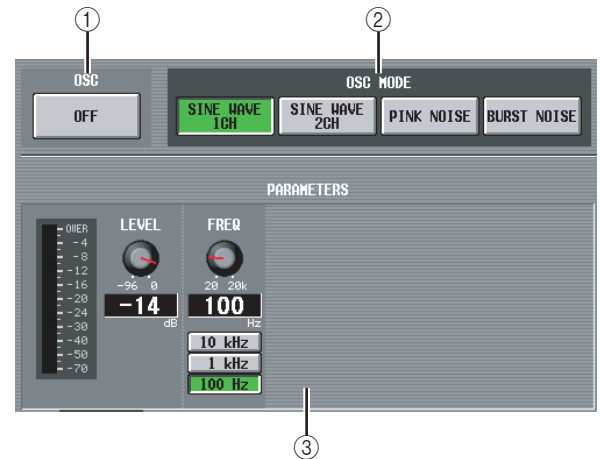 ① ②
OSC
OFF
OSC MODE
SINE WAVE 1CH
SINE WAVE 2CH
PINK NOISE
BURST NOISE
PARAMETERS
OVER
-4
-8
-12
-16
-20
-24
-30
-40
-50
-70
LEVEL
-96 0
-14
dB
FREQ
20 20k
100
Hz
10 kHz
1 kHz
100 Hz
③